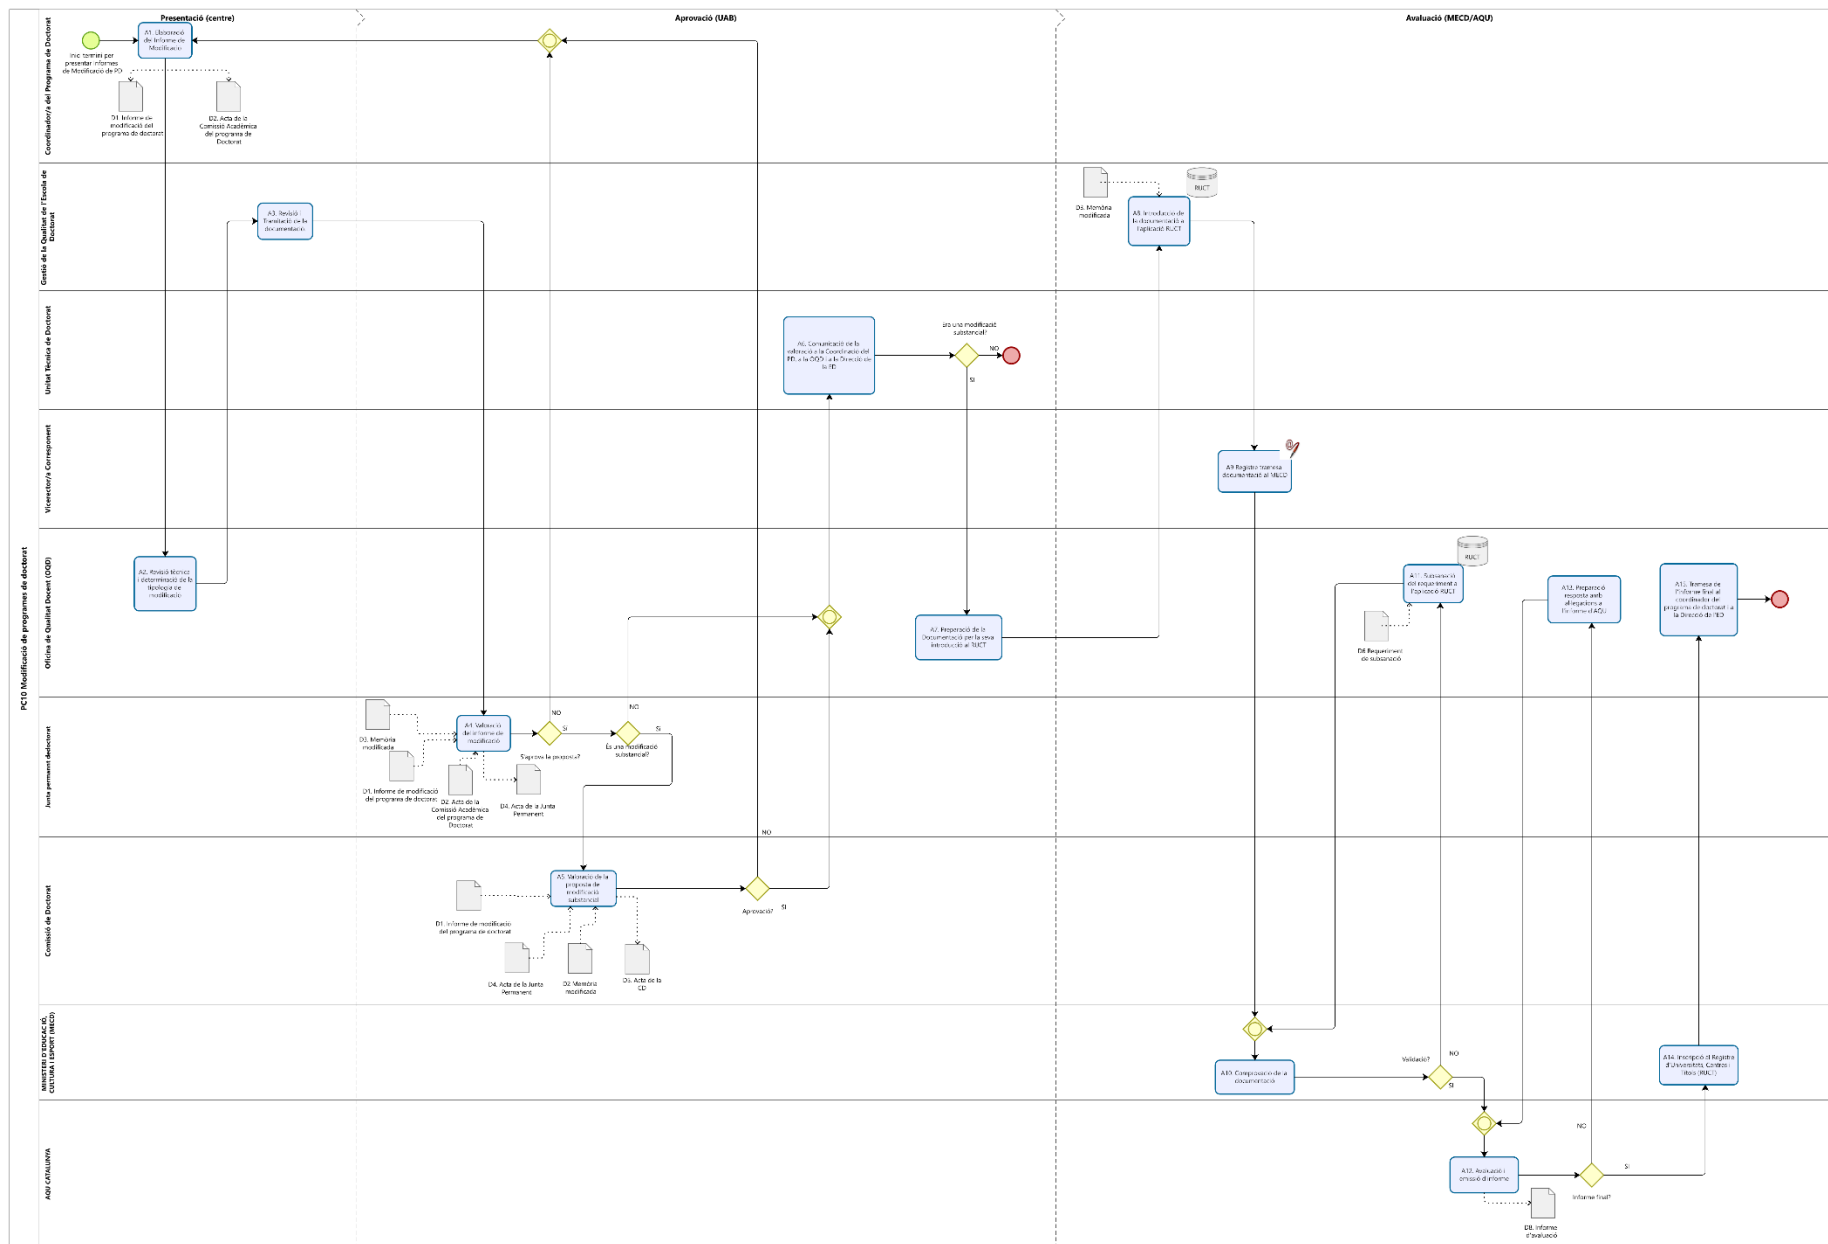 PC10 Modificació de programes de doctorat
Presentació (centre)
Aprovació (UAB)
Avaluació (MECD/AQU)
Coordinador/a del Programa de Doctorat
Inici termini per
presentar informes
de Modificació de PD
A1. Elaboració
del Informe de
Modificació
D1. Informe de
modificació del
programa de doctorat
D2. Acta de la
Comissió Acadèmica
del programa de
Doctorat
Gestió de la Qualitat de l'Escola de
Doctorat
A3. Revisió i
Tramitació de la
documentació
D3. Memòria
modificada
RUCT
A8. Introducció de
la documentació a
l'aplicació RUCT
Unitat Tècnica de Doctorat
A6. Comunicació de la
valoració a la Coordinació del
PD, a la OQD i a la Direcció de
la ED
Era una modificació
substancial?
NO
SI
Vicerector/a Corresponent
A9 Registre tramesa
documentació al MECD
Oficina de Qualitat Docent (OQD)
A2. Revisió tècnica
i determinació de la
tipologia de
modificació
A7. Preparació de la
Documentació per la seva
introducció al RUCT
RUCT
A11. Subsanació
del requeriment a
l'aplicació RUCT
D6 Requeriment
de subsanació
A13. Preparació
resposta amb
al·legacions a
l'informe d'AQU
A15. Tramesa de
l'informe final al
coordinador del
programa de doctorat i a
la Direcció de l'ED
Junta permanent dedoctorat
D3. Memòria
modificada
D1. Informe de modificació
del programa de doctorat
A4. Valoració
del informe de
modificació
D2. Acta de la
Comissió Acadèmica
del programa de
Doctorat
D4. Acta de la Junta
Permanent
NO
Sí
S'aprova la proposta?
NO
Sí
És una modificació
substancial?
Comissió de Doctorat
A5. Valoració de la
proposta de
modificació
substancial
D1. Informe de modificació
del programa de doctorat
D4. Acta de la Junta
Permanent
D2 Memòria
modificada
D5. Acta de la
CD
NO
Aprovació?
SI
MINISTERI D'EDUCACIÓ,
CULTURA I ESPORT (MECD)
A10. Comprovació de la
documentació
Validació?
NO
SI
A14. Inscripció al Registre
d'Universitats, Centres i
Títols (RUCT)
AQU CATALUNYA
A12. Avaluació i
emissió d'informe
D8. Informe
d'avaluació
NO
Informe final?
SI